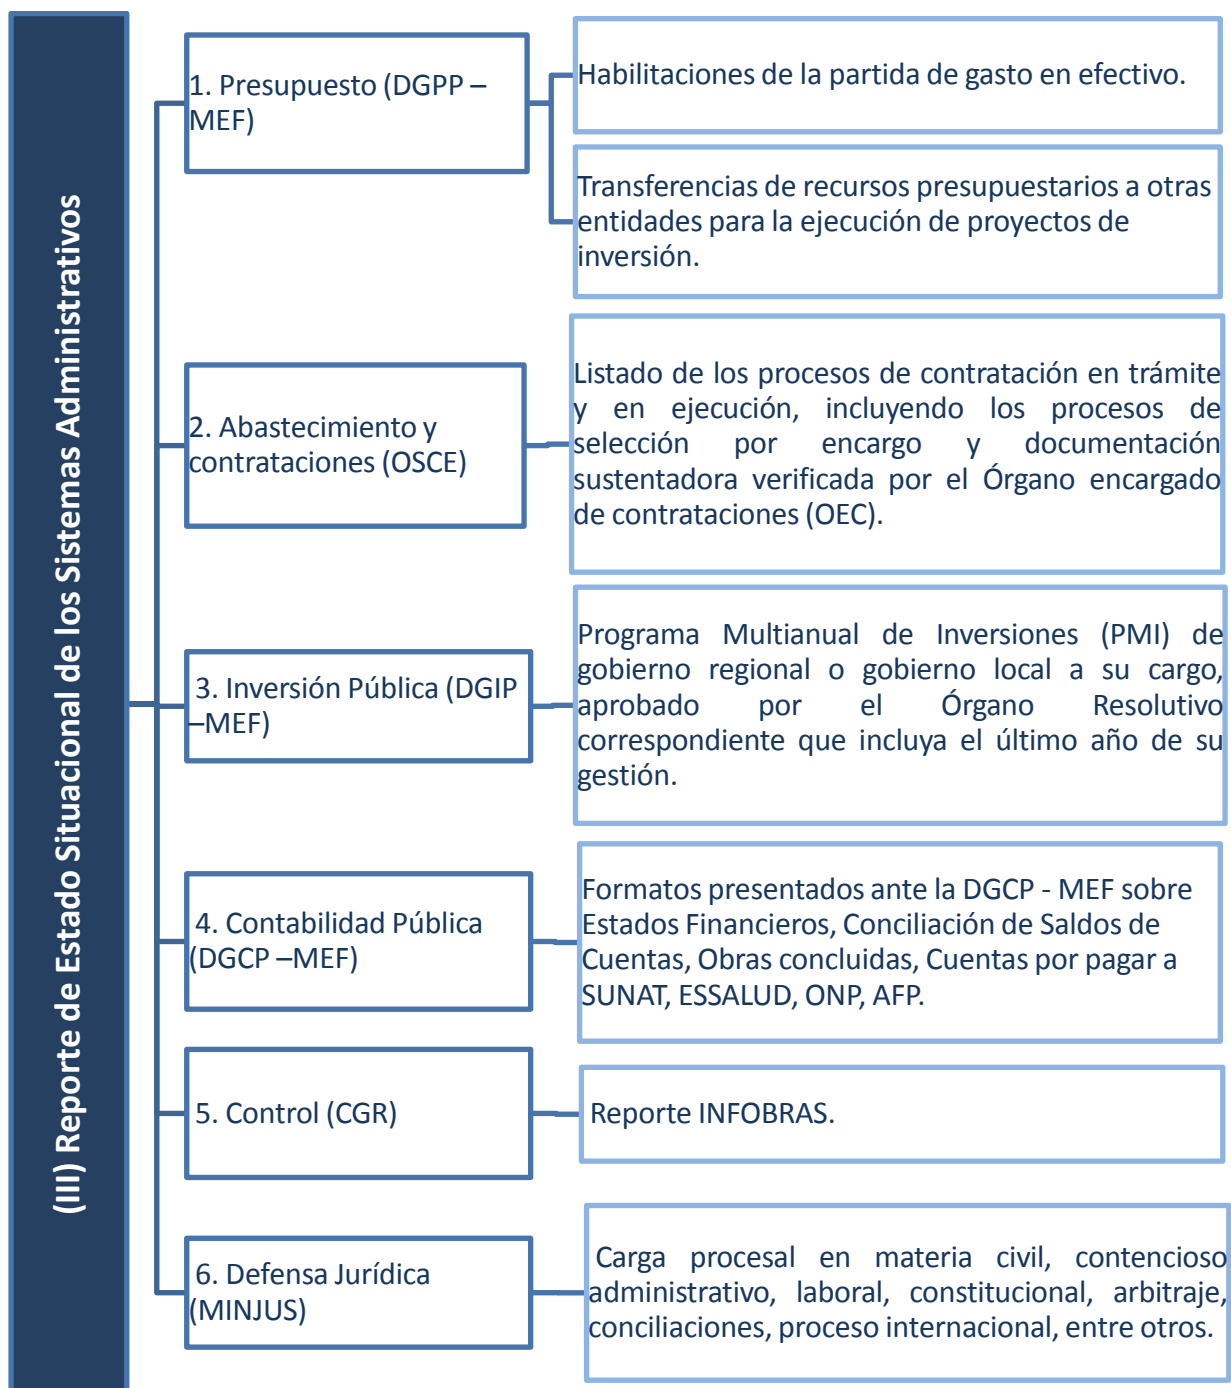 (III) Reporte de Estado Situacional de los Sistemas Administrativos
1. Presupuesto (DGPP –
MEF)
Habilitaciones de la partida de gasto en efectivo.
Transferencias de recursos presupuestarios a otras
entidades para la ejecución de proyectos de
inversión.
2. Abastecimiento y
contrataciones (OSCE)
Listado de los procesos de contratación en trámite
y en ejecución, incluyendo los procesos de
selección por encargo y documentación
sustentadora verificada por el Órgano encargado
de contrataciones (OEC).
3. Inversión Pública (DGIP
–MEF)
Programa Multianual de Inversiones (PMI) de
gobierno regional o gobierno local a su cargo,
aprobado por el Órgano Resolutivo
correspondiente que incluya el último año de su
gestión.
4. Contabilidad Pública
(DGCP –MEF)
Formatos presentados ante la DGCP - MEF sobre
Estados Financieros, Conciliación de Saldos de
Cuentas, Obras concluidas, Cuentas por pagar a
SUNAT, ESSALUD, ONP, AFP.
5. Control (CGR)
Reporte INFOBRAS.
6. Defensa Jurídica
(MINJUS)
Carga procesal en materia civil, contencioso
administrativo, laboral, constitucional, arbitraje,
conciliaciones, proceso internacional, entre otros.